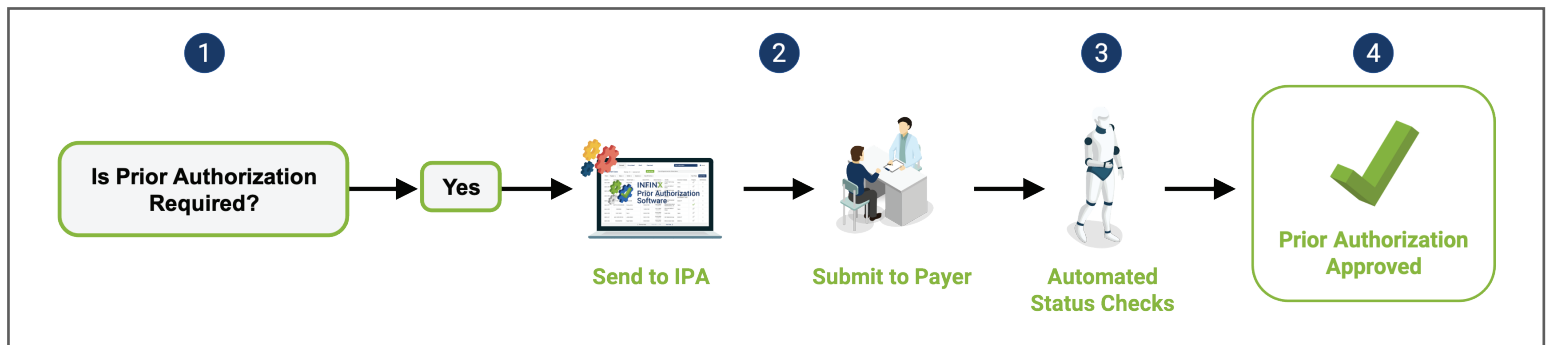 1
2
3
4
Is Prior Authorization
Required?
Yes
INFINX
Prior Authorization
Software
Send to IPA
Submit to Payer
Automated
Status Checks
Prior Authorization
Approved